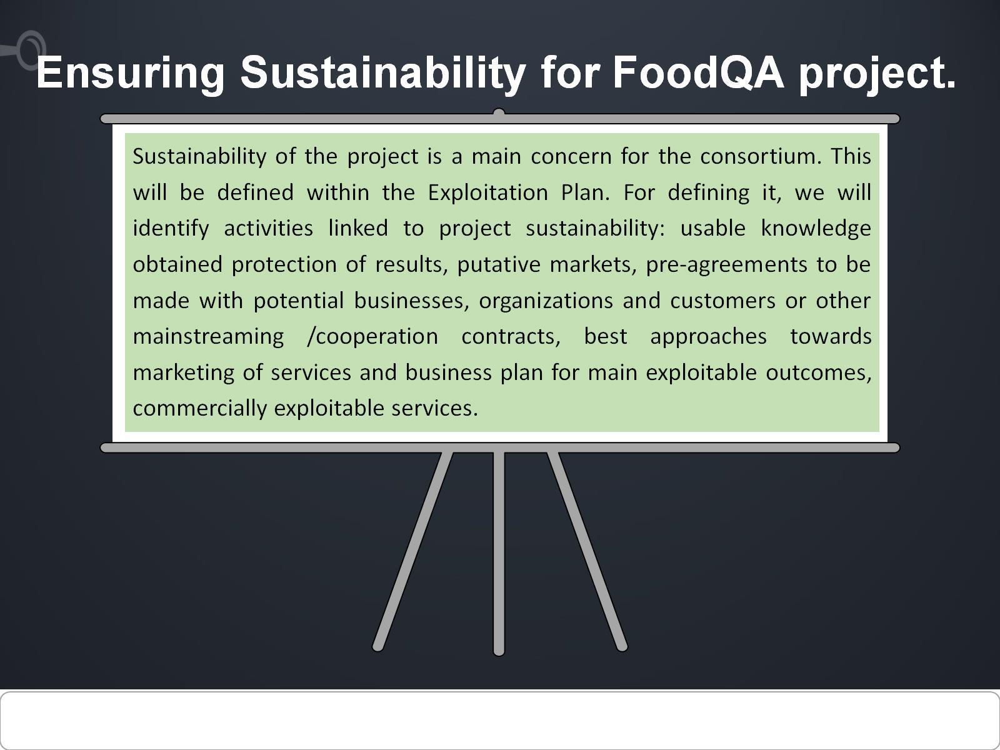 Ensuring Sustainability for FoodQA project.
Sustainability of the project is a main concern for the consortium. This
will be defined within the Exploitation Plan. For defining it, we will
identify activities linked to project sustainability: usable knowledge
obtained protection of results, putative markets, pre-agreements to be
made with potential businesses, organizations and customers or other
mainstreaming /cooperation contracts, best approaches towards
marketing of services and business plan for main exploitable outcomes,
commercially exploitable services.